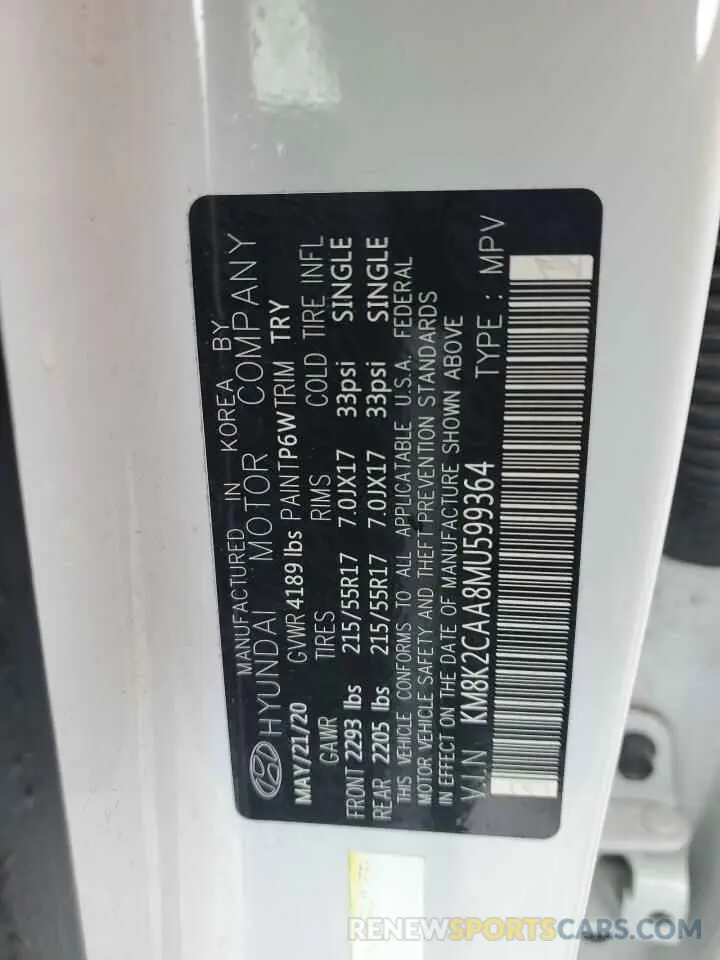 MANUFACTURED IN KOREA BY
HYUNDAI MOTOR COMPANY
MAY/21/20 GVWR 4189 lbs PAINT P6W TRIM TRY
GAWR TIRES RIMS COLD TIRE INFL
FRONT 2293 lbs 215/55R17 7.0JX17 33psi SINGLE
REAR 2205 lbs 215/55R17 7.0JX17 33psi SINGLE
THIS VEHICLE CONFORMS TO ALL APPLICATABLE U.S.A. FEDERAL
MOTOR VEHICLE SAFETY AND THEFT PREVENTION STANDARDS
IN EFFECT ON THE DATE OF MANUFACTURE SHOWN ABOVE
V.I.N KM8K2CAA8MU599364 TYPE : MPV
RENEWSPORTSCARS.COM